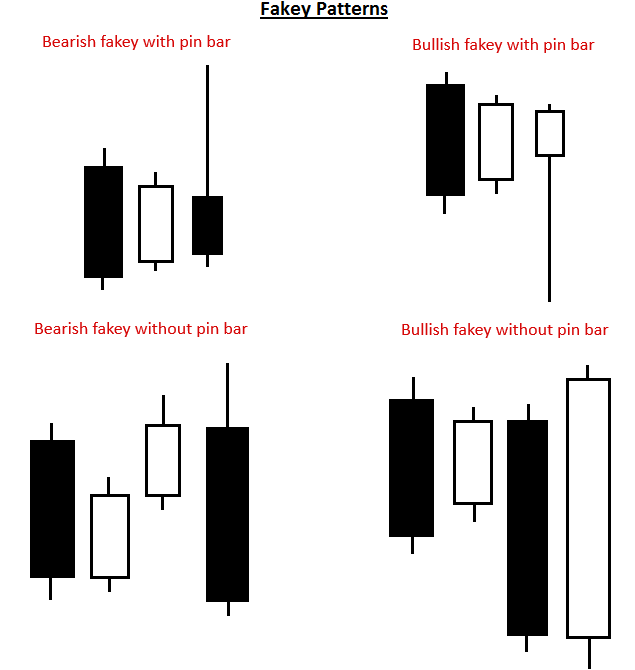 Fakey Patterns
Bearish fakey with pin bar
Bullish fakey with pin bar
Bearish fakey without pin bar
Bullish fakey without pin bar